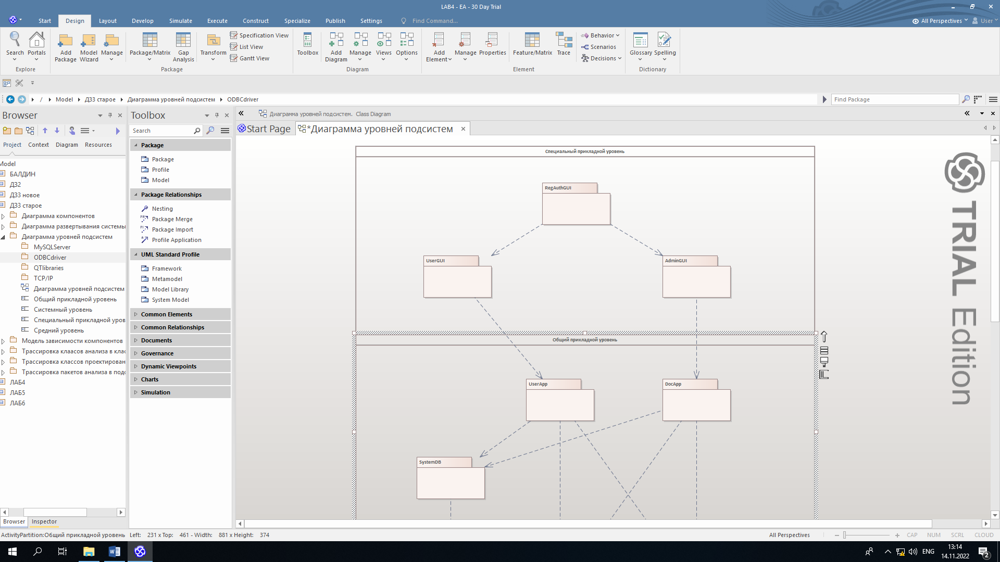 LAB4 - EA - 30 Day Trial
Start
Design
Layout
Develop
Simulate
Execute
Construct
Specialize
Publish
Settings
Find Command...
All Perspectives
User
Search
Portals
Explore
Add Package
Model Wizard
Manage
Package/Matrix
Gap Analysis
Transform
Specification View
List View
Gantt View
Package
Toolbox
Add Diagram
Manage
Views
Options
Diagram
Add Element
Manage
Properties
Feature/Matrix
Trace
Behavior
Scenarios
Decisions
Element
Glossary
Spelling
Dictionary
/ Model ДЗ3 старое Диаграмма уровней подсистем ODBCdriver
Find Package
Browser
Project
Context
Diagram
Resources
Model
БАЛДИН
ДЗ2
ДЗ3 новое
ДЗ3 старое
Диаграмма компонентов
Диаграмма развертывания системы
Диаграмма уровней подсистем
MySQLServer
ODBCdriver
QTlibraries
TCP/IP
Диаграмма уровней подсистем
Общий прикладной уровень
Системный уровень
Специальный прикладной уров
Средний уровень
Модель зависимости компонентов
Трассировка клаасов анализа в клас
Трассировка классов проектирован
Трассировка пакетов анализа в подс
ЛАБ4
ЛАБ5
ЛАБ6
Browser
Inspector
Toolbox
Search
Package
Package
Profile
Model
Package Relationships
Nesting
Package Merge
Package Import
Profile Application
UML Standard Profile
Framework
Metamodel
Model Library
System Model
Common Elements
Common Relationships
Documents
Governance
Dynamic Viewpoints
Charts
Simulation
Диаграмма уровней подсистем. Class Diagram
Start Page
*Диаграмма уровней подсистем
Специальный прикладной уровень
RegAuthGUI
UserGUI
AdminGUI
Общий прикладной уровень
UserApp
DocApp
SystemDB
TRIAL Edition
ActivityPartition:Общий прикладной уровень Left: 231 x Top: 461 - Width: 881 x Height: 374
All Perspectives
CAP
NUM
SCRL
CLOUD
ENG
13:14
14.11.2022
2